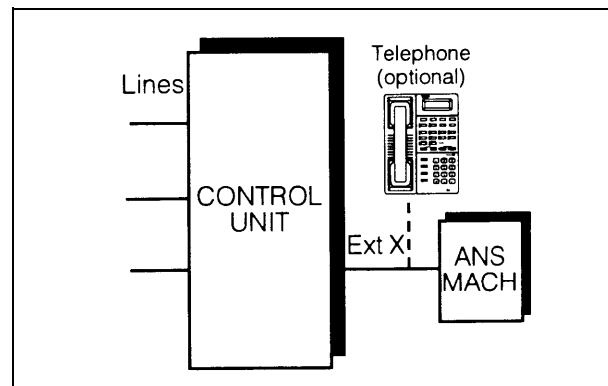 Lines
CONTROL
UNIT
Telephone
(optional)
Ext X
ANS
MACH